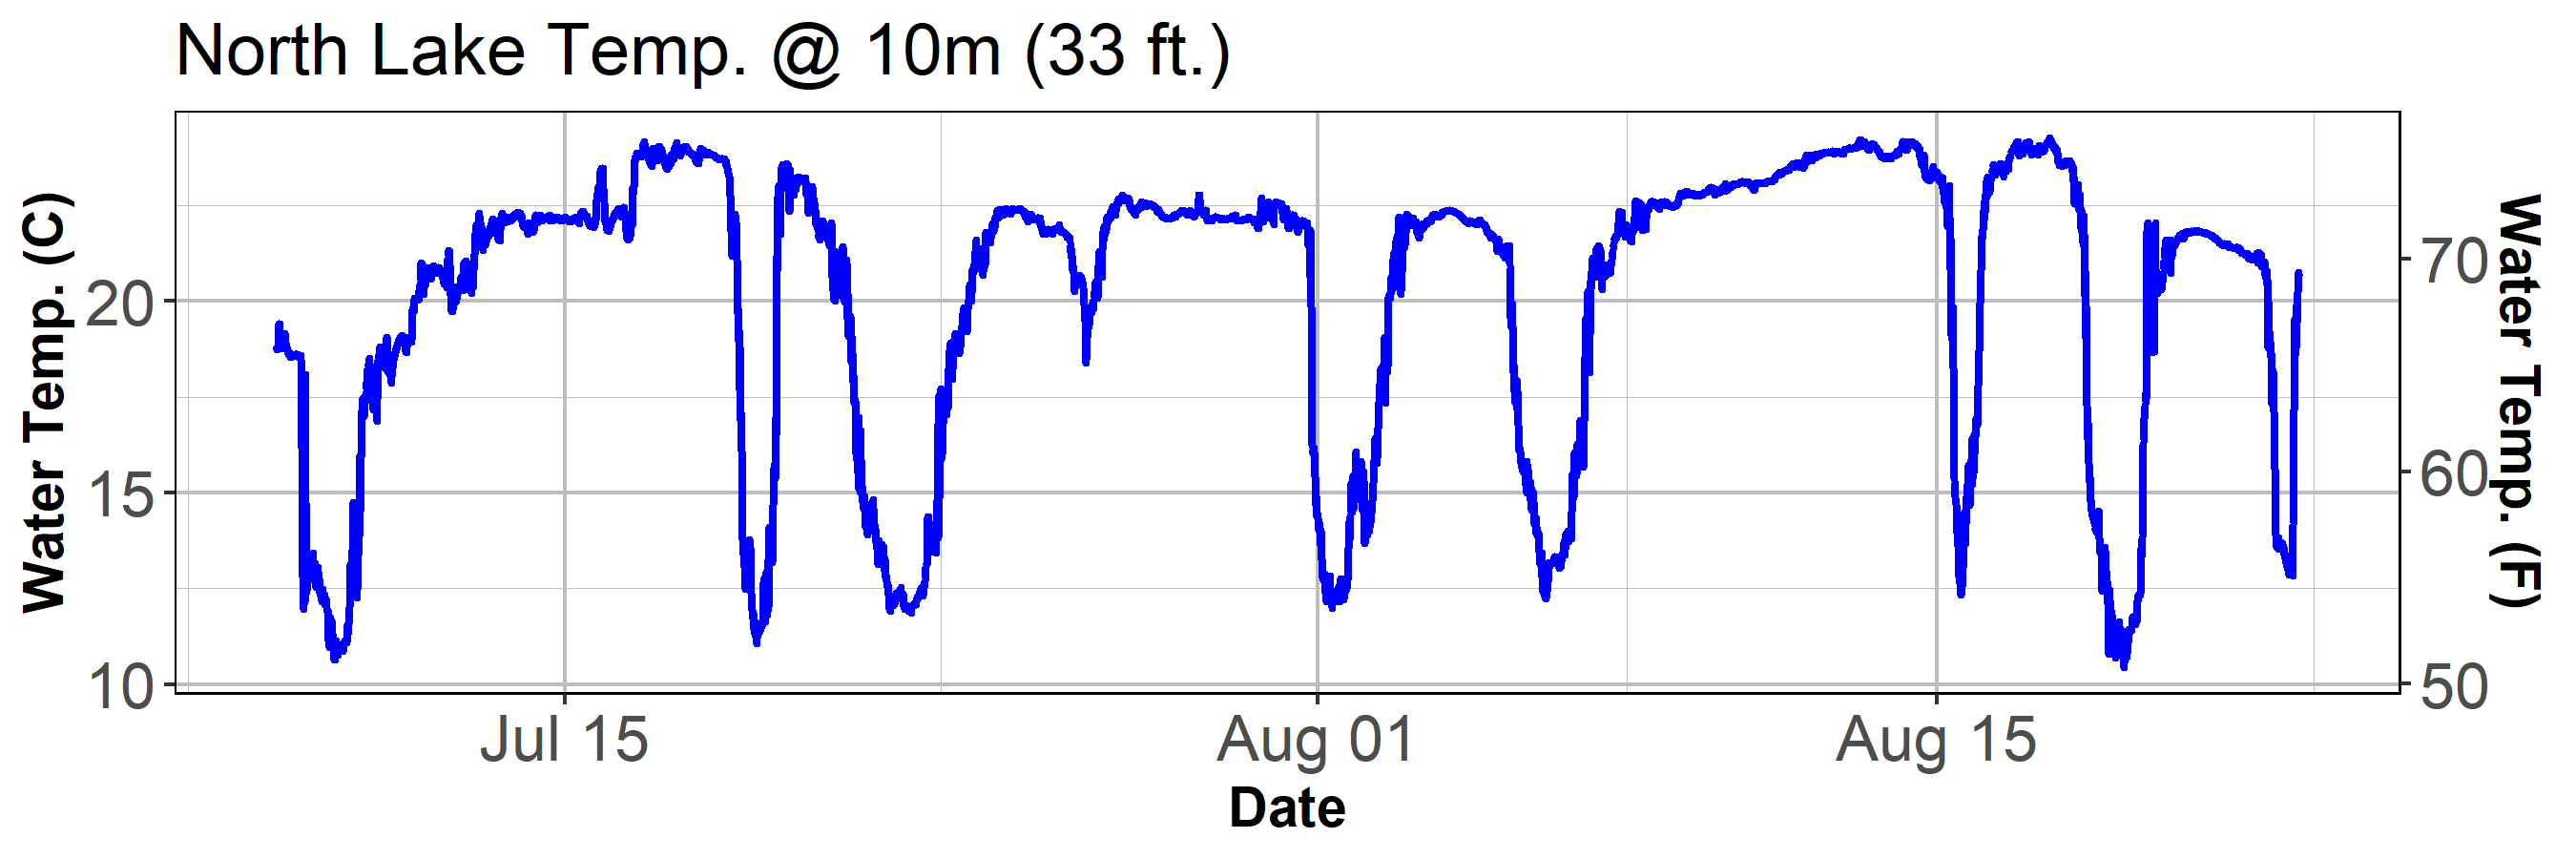 North Lake Temp. @ 10m (33 ft.)
Water Temp. (C)
20
15
10
70
60
50
Water Temp. (F)
Jul 15
Aug 01
Aug 15
Date